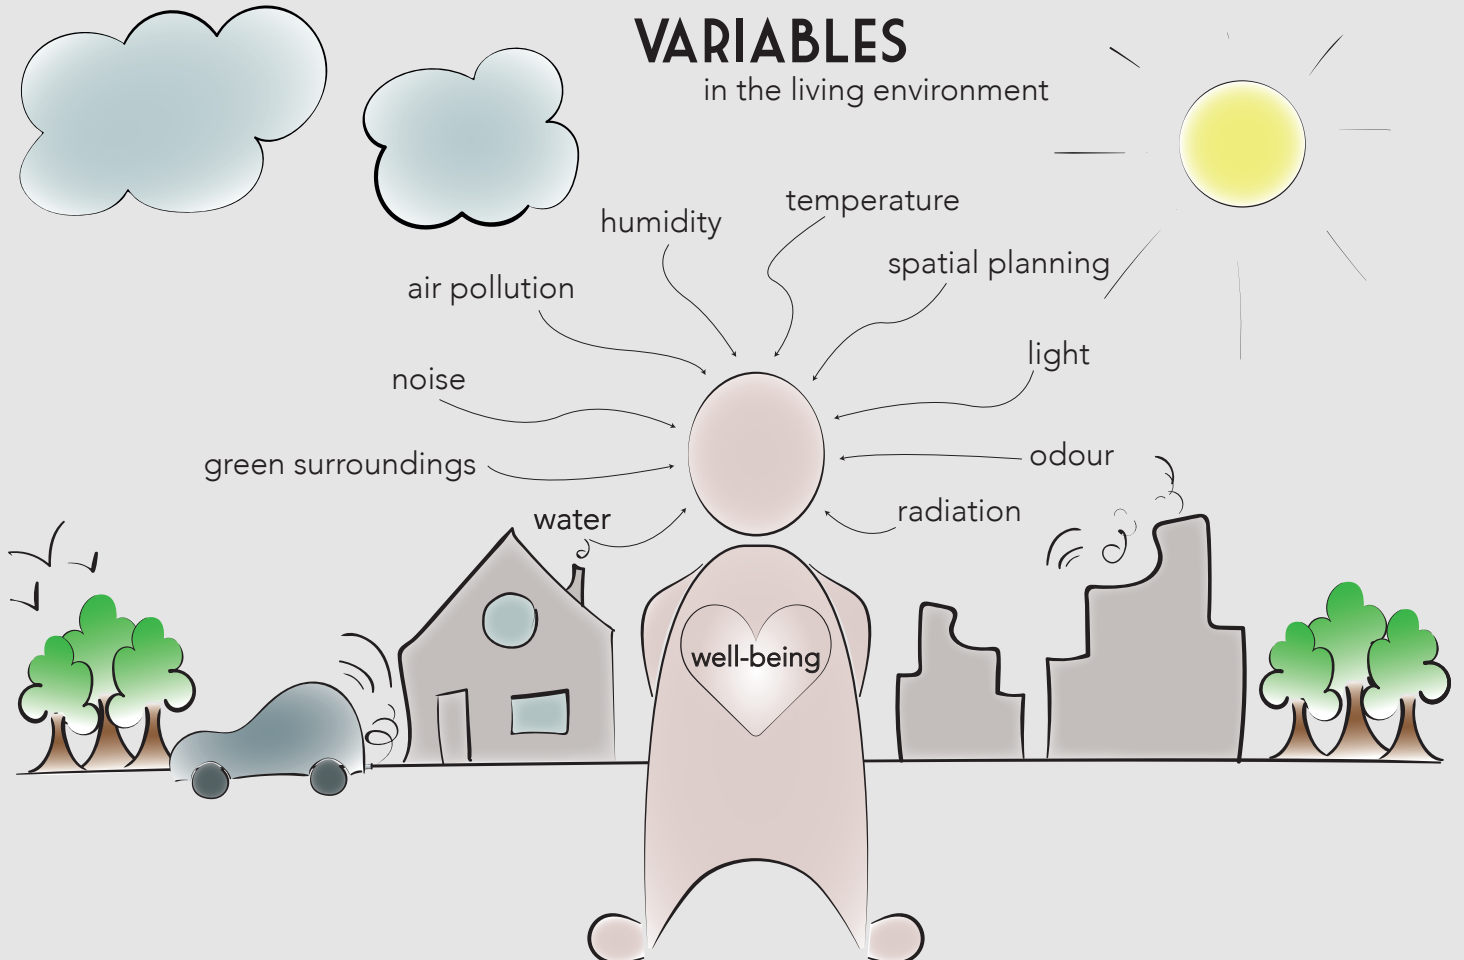 VARIABLES
in the living environment
temperature
humidity
spatial planning
air pollution
light
noise
odour
green surroundings
radiation
water
well-being